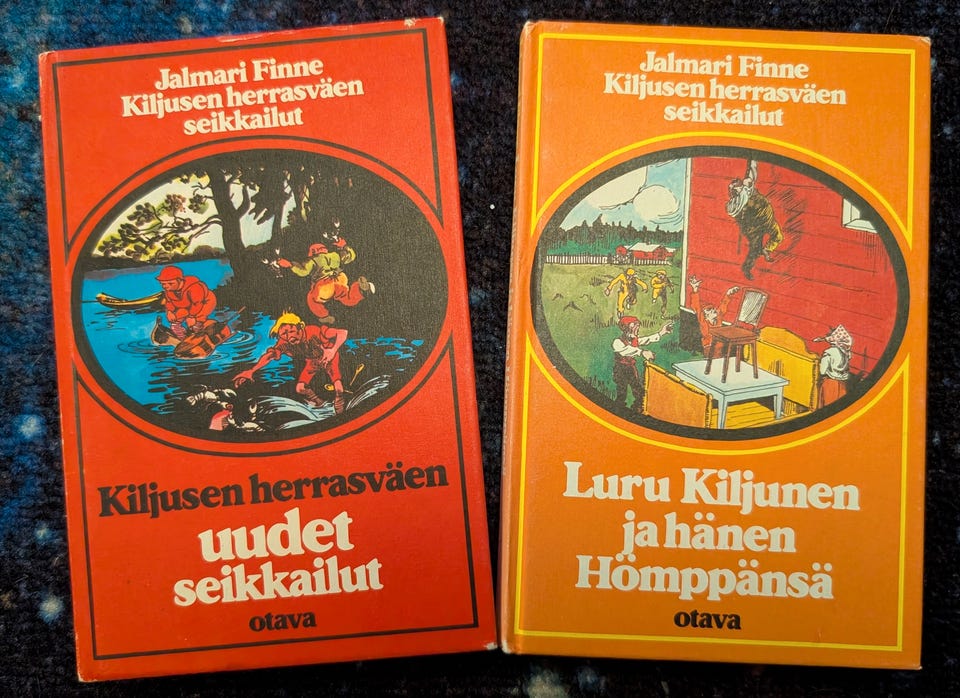 Jalmari Finne
Kiljusen herrasväen
seikkailut
Kiljusen herrasväen
uudet
seikkailut
otava
Jalmari Finne
Kiljusen herrasväen
seikkailut
Luru Kiljunen
ja hänen
Hömppänsä
otava